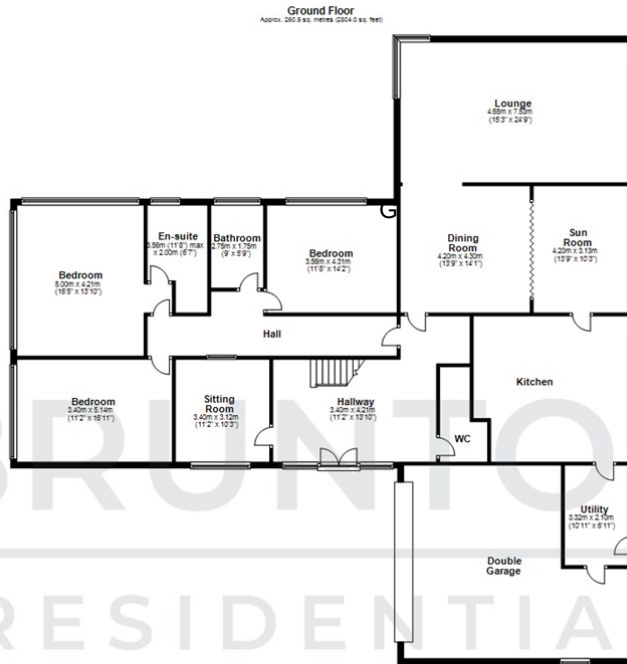 Ground Floor
Approx. 260.5 sq. metres (2804.0 sq. feet)
Lounge
4.65m x 7.53m
(15'3" x 24'9")
G
En-suite
3.56m (11'8") max
x 2.00m (6'7")
Bathroom
2.75m x 1.75m
(9' x 5'9")
Bedroom
3.56m x 4.31m
(11'8" x 14'2")
Dining
Room
4.20m x 4.30m
(13'9" x 14'1")
Sun
Room
4.20m x 3.13m
(13'9" x 10'3")
Bedroom
5.00m x 4.21m
(16'5" x 13'10")
Hall
Kitchen
Bedroom
3.40m x 5.14m
(11'2" x 16'11")
Sitting
Room
3.40m x 3.12m
(11'2" x 10'3")
Hallway
3.40m x 4.21m
(11'2" x 13'10")
WC
BRUNTO
Utility
3.32m x 2.10m
(10'11" x 6'11")
Double
Garage
RESIDENTIA